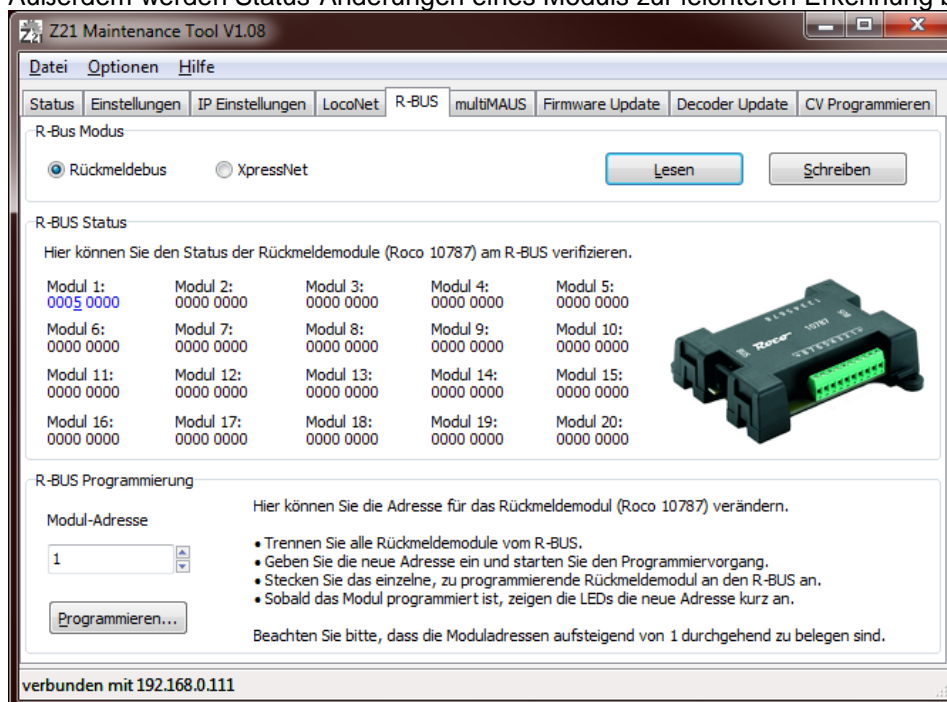 Außerdem werden Status-Änderungen eines Moduls zur leichteren Erkennung
Z21 Maintenance Tool V1.08
Datei Optionen Hilfe
Status Einstellungen IP Einstellungen LocoNet R-BUS multiMAUS Firmware Update Decoder Update CV Programmieren
R-Bus Modus
Rückmeldebus XpressNet Lesen Schreiben
R-BUS Status
Hier können Sie den Status der Rückmeldemodule (Roco 10787) am R-BUS verifizieren.
Modul 1: Modul 2: Modul 3: Modul 4: Modul 5:
0005 0000 0000 0000 0000 0000 0000 0000 0000 0000
Modul 6: Modul 7: Modul 8: Modul 9: Modul 10:
0000 0000 0000 0000 0000 0000 0000 0000 0000 0000
Modul 11: Modul 12: Modul 13: Modul 14: Modul 15:
0000 0000 0000 0000 0000 0000 0000 0000 0000 0000
Modul 16: Modul 17: Modul 18: Modul 19: Modul 20:
0000 0000 0000 0000 0000 0000 0000 0000 0000 0000
Roco 10787
R-BUS Programmierung
Hier können Sie die Adresse für das Rückmeldemodul (Roco 10787) verändern.
Modul-Adresse
1
• Trennen Sie alle Rückmeldemodule vom R-BUS.
• Geben Sie die neue Adresse ein und starten Sie den Programmiervorgang.
• Stecken Sie das einzelne, zu programmierende Rückmeldemodul an den R-BUS an.
• Sobald das Modul programmiert ist, zeigen die LEDs die neue Adresse kurz an.
Programmieren...
Beachten Sie bitte, dass die Moduladressen aufsteigend von 1 durchgehend zu belegen sind.
verbunden mit 192.168.0.111